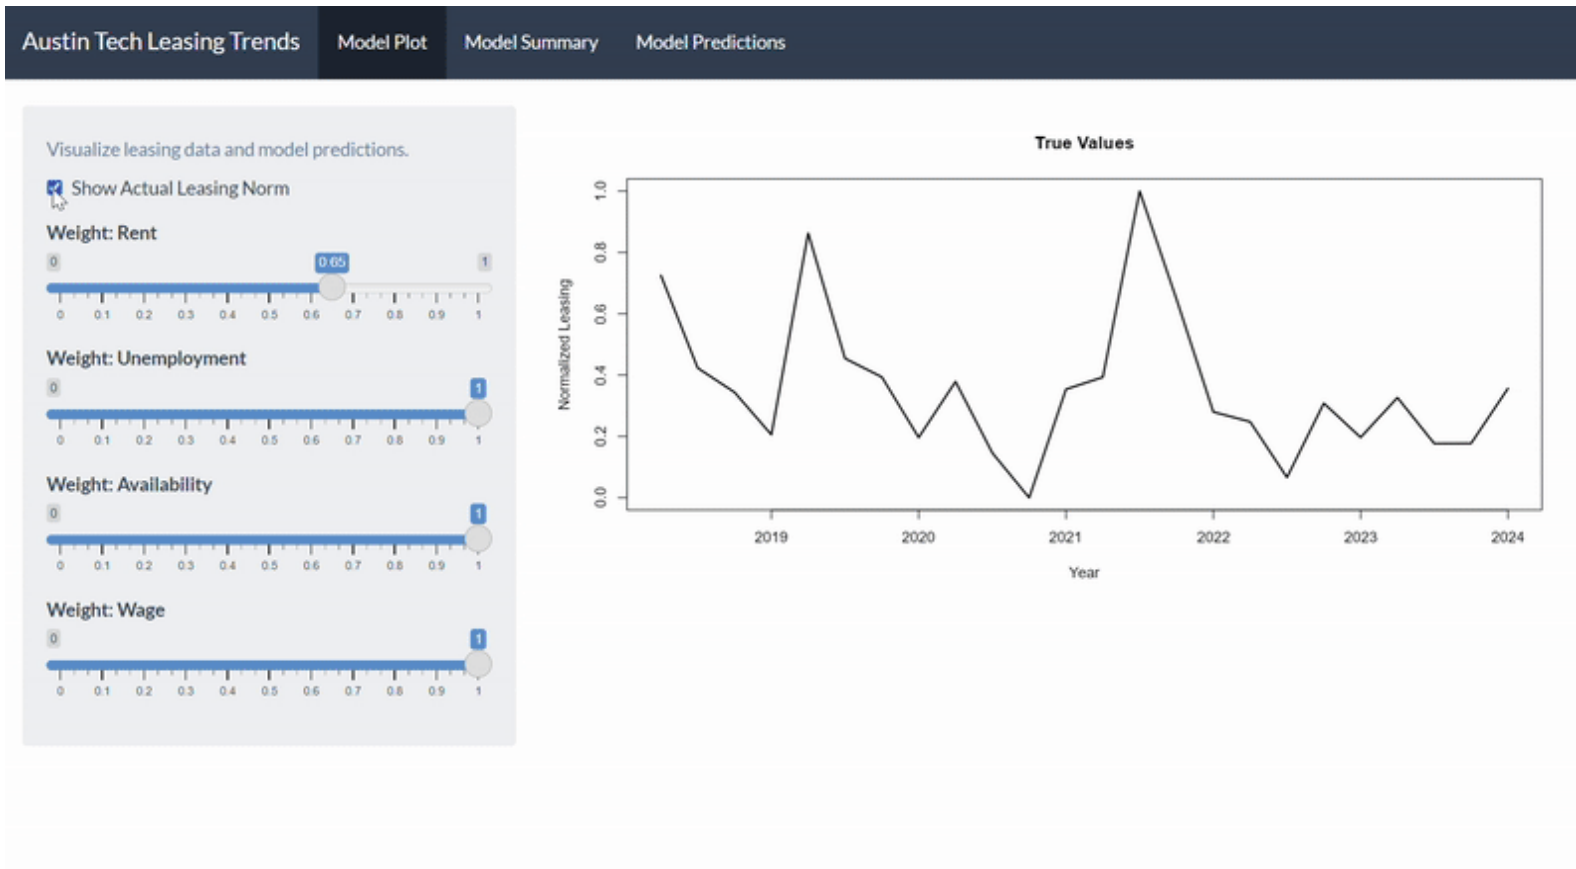 Austin Tech Leasing Trends Model Plot Model Summary Model Predictions
Visualize leasing data and model predictions.
Show Actual Leasing Norm
Weight: Rent
0 0.65 1
0 0.1 0.2 0.3 0.4 0.5 0.6 0.7 0.8 0.9 1
Weight: Unemployment
0 1
0 0.1 0.2 0.3 0.4 0.5 0.6 0.7 0.8 0.9 1
Weight: Availability
0 1
0 0.1 0.2 0.3 0.4 0.5 0.6 0.7 0.8 0.9 1
Weight: Wage
0 1
0 0.1 0.2 0.3 0.4 0.5 0.6 0.7 0.8 0.9 1
True Values
Normalized Leasing
1.0
0.8
0.6
0.4
0.2
0.0
2019 2020 2021 2022 2023 2024
Year